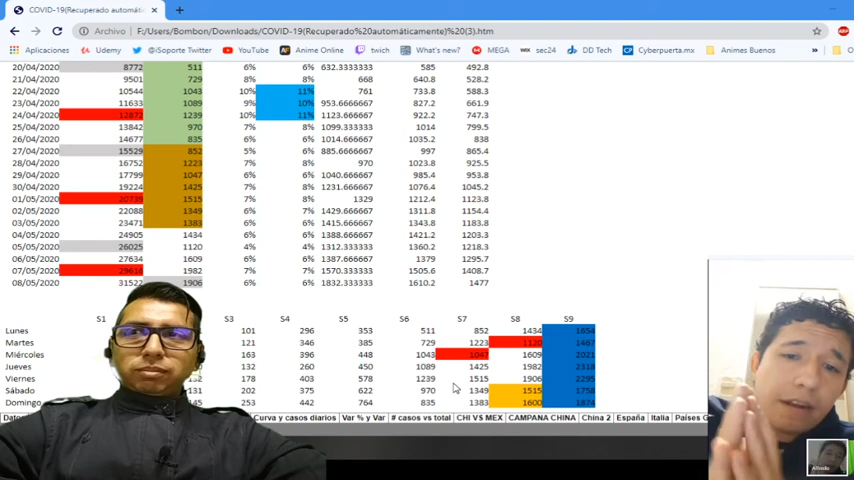 COVID-19(Recuperado automática
Archivo F:/Users/Bombon/Downloads/COVID-19(Recuperado%20automáticamente)%20(3).htm
Aplicaciones Udemy @iSoporte Twitter YouTube Anime Online twich What's new? MEGA sec24 DD Tech Cyberpuerta.mx Animes Buenos
20/04/2020 8772 511 6% 6% 632.3333333 585 492.8
21/04/2020 9501 729 8% 8% 668 640.8 528.2
22/04/2020 10544 1043 10% 11% 761 733.8 588.3
23/04/2020 11633 1089 9% 10% 953.6666667 827.2 661.9
24/04/2020 12872 1239 10% 11% 1123.666667 922.2 747.3
25/04/2020 13842 970 7% 8% 1099.333333 1014 799.5
26/04/2020 14677 835 6% 6% 1014.666667 1035.2 838
27/04/2020 15529 852 5% 6% 885.6666667 997 865.4
28/04/2020 16752 1223 7% 8% 970 1023.8 925.5
29/04/2020 17799 1047 6% 6% 1040.666667 985.4 953.8
30/04/2020 19224 1425 7% 8% 1231.666667 1076.4 1045.2
01/05/2020 20739 1515 7% 8% 1329 1212.4 1123.8
02/05/2020 22088 1349 6% 7% 1429.666667 1311.8 1154.4
03/05/2020 23471 1383 6% 6% 1415.666667 1343.8 1183.8
04/05/2020 24905 1434 6% 6% 1388.666667 1421.2 1203.3
05/05/2020 26025 1120 4% 4% 1312.333333 1360.2 1218.3
06/05/2020 27634 1609 6% 6% 1387.666667 1379 1295.7
07/05/2020 29616 1982 7% 7% 1570.333333 1505.6 1408.7
08/05/2020 31522 1906 6% 6% 1832.333333 1610.2 1477
S1 S3 S4 S5 S6 S7 S8 S9
Lunes 101 296 353 511 852 1434 1654
Martes 121 346 385 729 1223 1120 1467
Miércoles 163 396 448 1043 1047 1609 2021
Jueves 132 260 450 1089 1425 1982 2318
Viernes 178 403 578 1239 1515 1906 2295
Sábado 131 202 375 622 970 1349 1515 1758
Domingo 145 253 442 764 835 1383 1600 1874
Curva y casos diarios Var % y Var # casos vs total CHI VS MEX CAMPANA CHINA China 2 España Italia
Alfredo